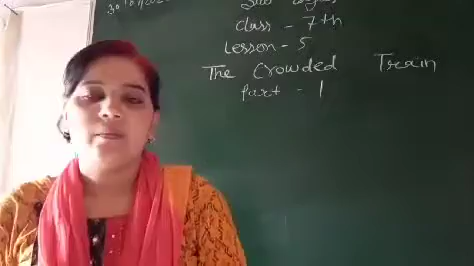 Class - 7th
Lesson - 5
The Crowded Train
Part - 1